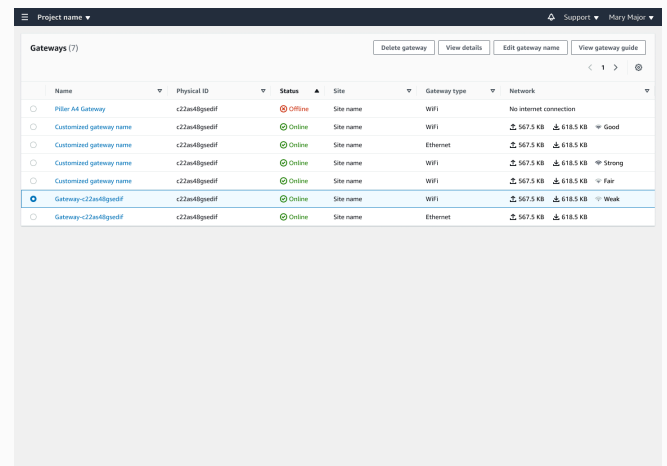 Project name Support Mary Major
Gateways (7) Delete gateway View details Edit gateway name View gateway guide
1
Name Physical ID Status Site Gateway type Network
Piller A4 Gateway c22as48gsedif Offline Site name WiFi No internet connection
Customized gateway name c22as48gsedif Online Site name WiFi 567.5 KB 618.5 KB Good
Customized gateway name c22as48gsedif Online Site name Ethernet 567.5 KB 618.5 KB
Customized gateway name c22as48gsedif Online Site name WiFi 567.5 KB 618.5 KB Strong
Customized gateway name c22as48gsedif Online Site name WiFi 567.5 KB 618.5 KB Fair
Gateway-c22as48gsedif c22as48gsedif Online Site name WiFi 567.5 KB 618.5 KB Weak
Gateway-c22as48gsedif c22as48gsedif Online Site name Ethernet 567.5 KB 618.5 KB